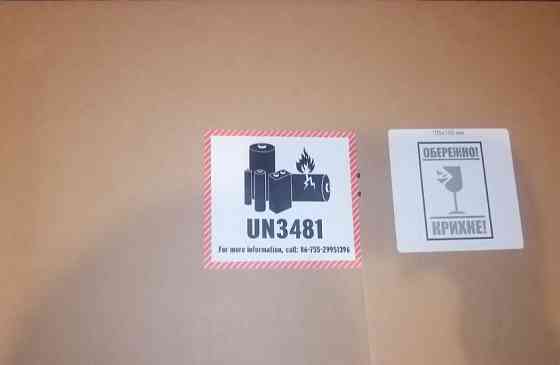 UN3481
For more information, call: 86-755-29951396
ОБЕРЕЖНО!
КРИХКЕ!